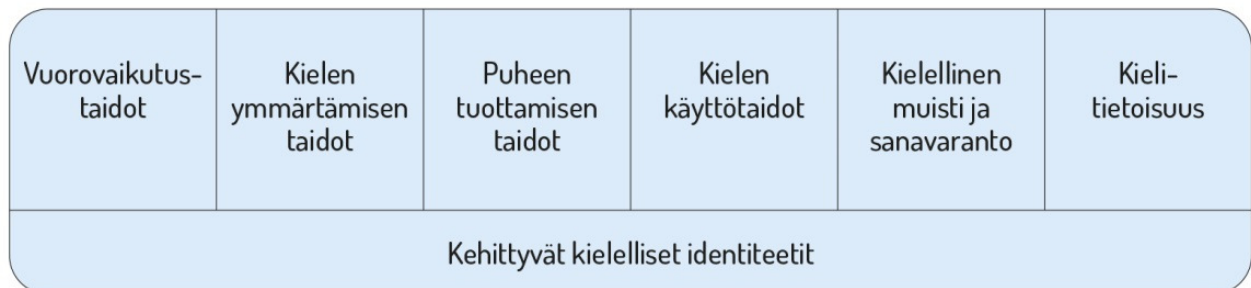 Vuorovaikutus-
taidot
Kielen
ymmärtämisen
taidot
Puheen
tuottamisen
taidot
Kielen
käyttötaidot
Kielellinen
muisti ja
sanavaranto
Kieli-
tietoisuus
Kehittyvät kielelliset identiteetit